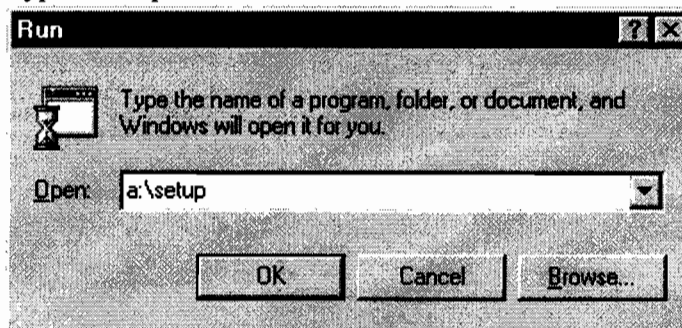 Run
Type the name of a program, folder, or document, and
Windows will open it for you.
Open: a:\setup
OK Cancel Browse...